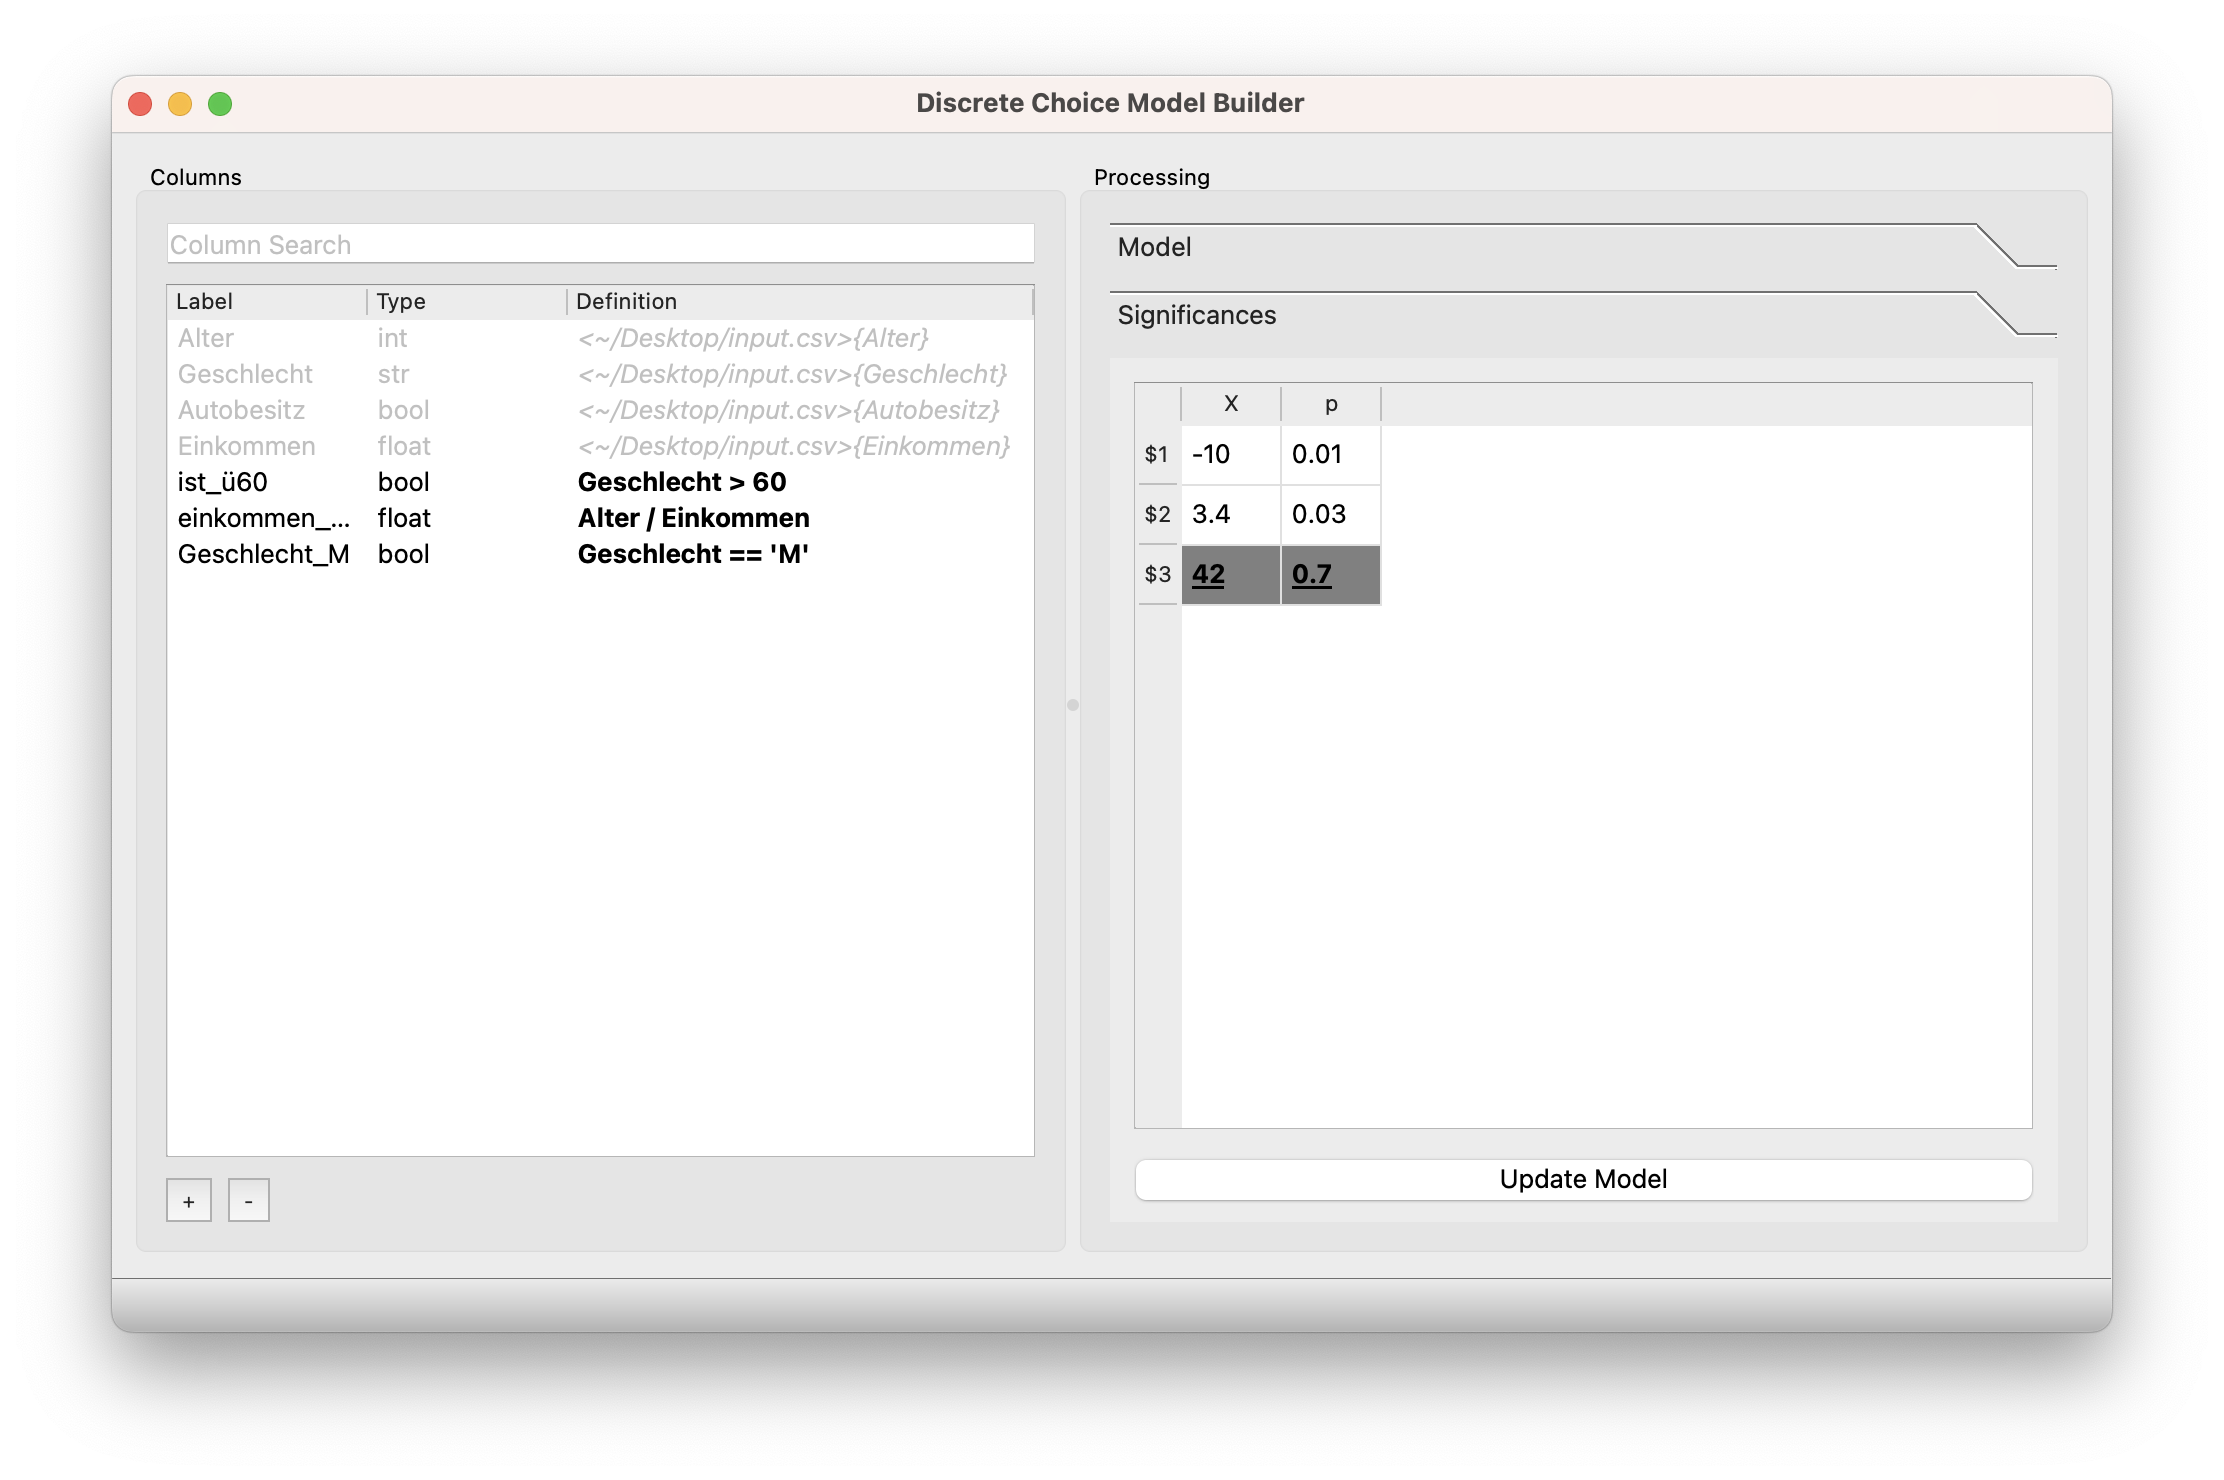 Discrete Choice Model Builder
Columns
Column Search
Label Type Definition
Alter int <~/Desktop/input.csv>{Alter}
Geschlecht str <~/Desktop/input.csv>{Geschlecht}
Autobesitz bool <~/Desktop/input.csv>{Autobesitz}
Einkommen float <~/Desktop/input.csv>{Einkommen}
ist_ü60 bool Geschlecht > 60
einkommen_... float Alter / Einkommen
Geschlecht_M bool Geschlecht == 'M'
+ -
Processing
Model
Significances
X p
$1 -10 0.01
$2 3.4 0.03
$3 42 0.7
Update Model